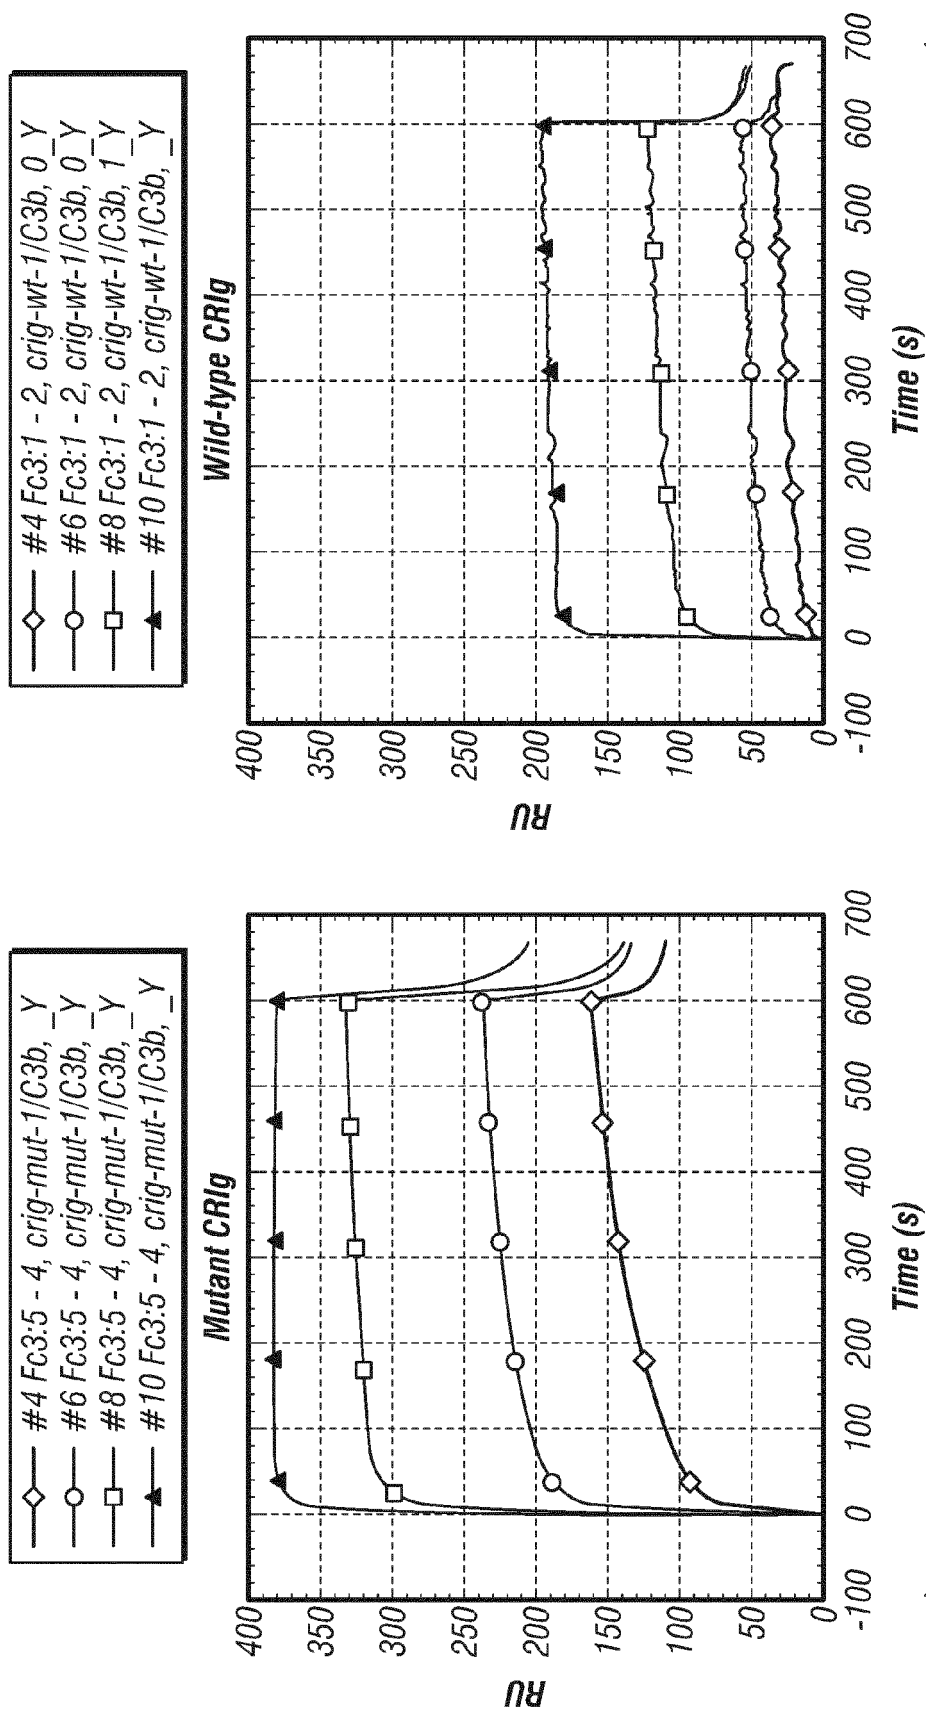 #4 Fc3:5 - 4, crig-mut-1/C3b, _Y
#6 Fc3:5 - 4, crig-mut-1/C3b, _Y
#8 Fc3:5 - 4, crig-mut-1/C3b, _Y
#10 Fc3:5 - 4, crig-mut-1/C3b, _Y
Mutant CRIg
RU
400
350
300
250
200
150
100
50
0
-100
0
100
200
300
400
500
600
700
Time (s)
#4 Fc3:1 - 2, crig-wt-1/C3b, 0_Y
#6 Fc3:1 - 2, crig-wt-1/C3b, 0_Y
#8 Fc3:1 - 2, crig-wt-1/C3b, 1_Y
#10 Fc3:1 - 2, crig-wt-1/C3b, _Y
Wild-type CRIg
RU
400
350
300
250
200
150
100
50
0
-100
0
100
200
300
400
500
600
700
Time (s)